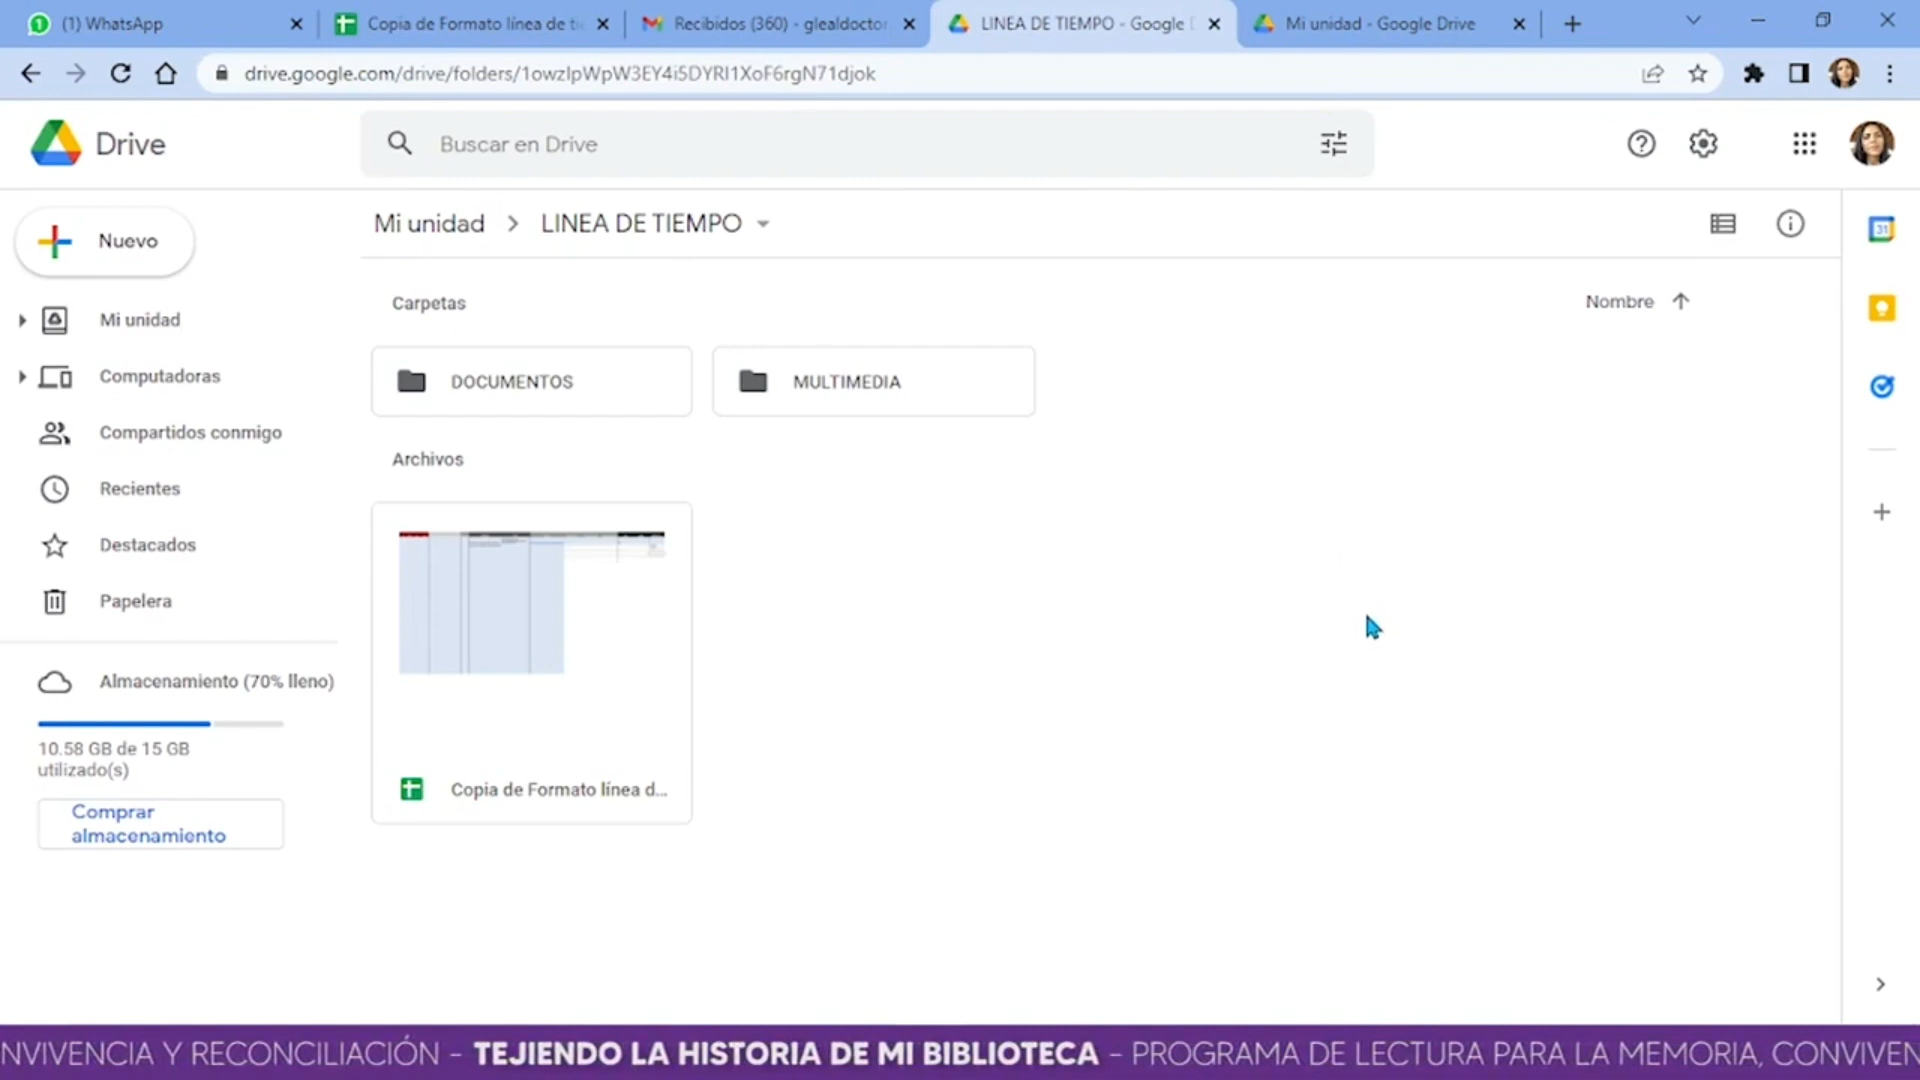 (1) WhatsApp
Copia de Formato línea de ti
Recibidos (360) - glealdoctor
LINEA DE TIEMPO - Google D
Mi unidad - Google Drive
drive.google.com/drive/folders/1owzIpWpW3EY4i5DYRI1XoF6rgN71djok
Drive
Buscar en Drive
Nuevo
Mi unidad
Computadoras
Compartidos conmigo
Recientes
Destacados
Papelera
Almacenamiento (70% lleno)
10.58 GB de 15 GB
utilizado(s)
Comprar
almacenamiento
Mi unidad > LINEA DE TIEMPO
Carpetas
Nombre
DOCUMENTOS
MULTIMEDIA
Archivos
Copia de Formato línea d...
31
NVIVENCIA Y RECONCILIACIÓN – TEJIENDO LA HISTORIA DE MI BIBLIOTECA – PROGRAMA DE LECTURA PARA LA MEMORIA, CONVIVEN